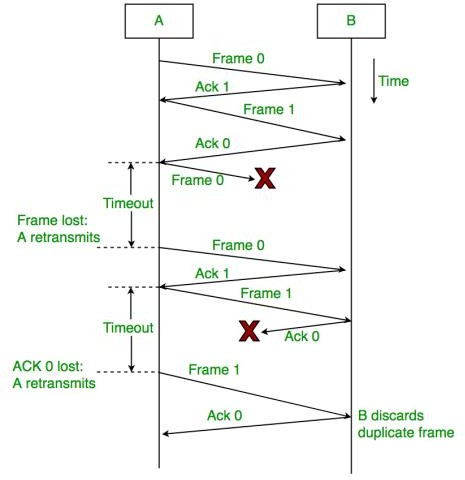 A
B
Frame 0
Ack 1
Time
Frame 1
Ack 0
Frame 0
X
Timeout
Frame lost:
A retransmits
Frame 0
Ack 1
Frame 1
Timeout
X
Ack 0
ACK 0 lost:
A retransmits
Frame 1
Ack 0
B discards
duplicate frame